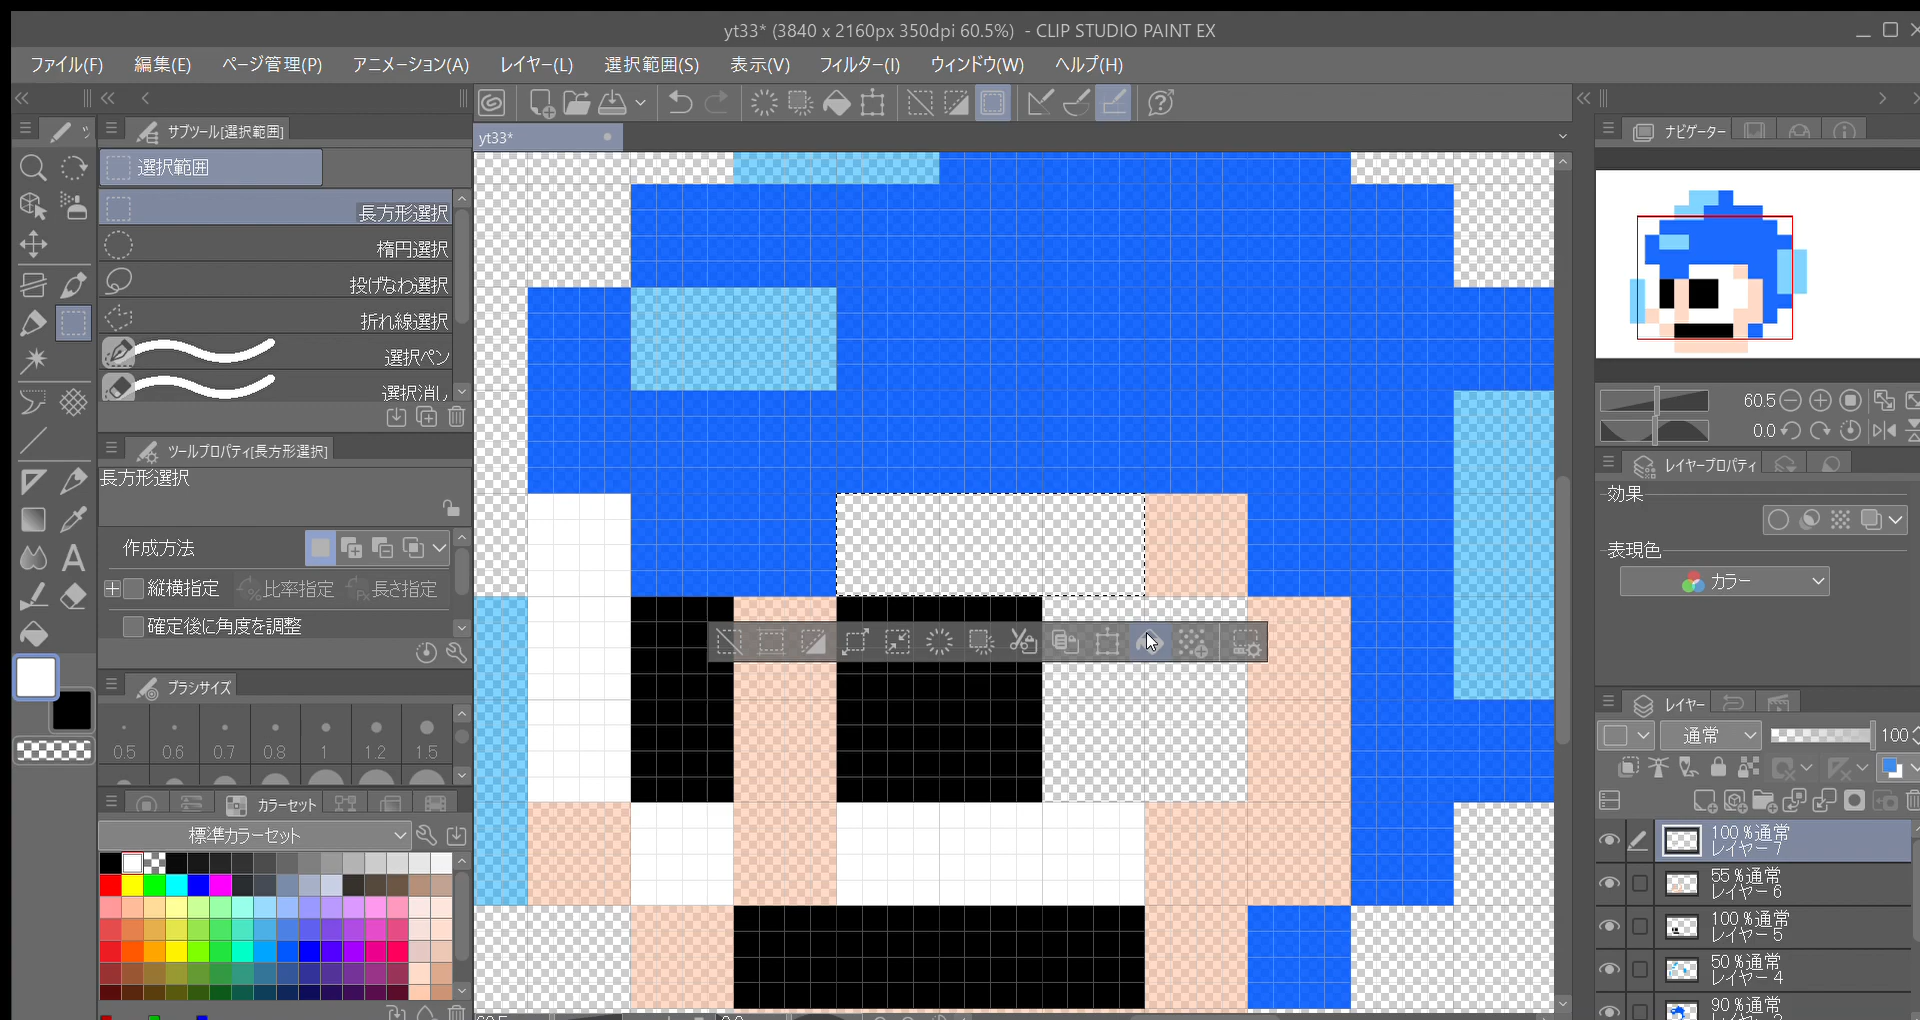 yt33* (3840 x 2160px 350dpi 60.5%) - CLIP STUDIO PAINT EX
ファイル(F) 編集(E) ページ管理(P) アニメーション(A) レイヤー(L) 選択範囲(S) 表示(V) フィルター(I) ウィンドウ(W) ヘルプ(H)
サブツール[選択範囲]
選択範囲
長方形選択
楕円選択
投げなわ選択
折れ線選択
選択ペン
選択消し
ツールプロパティ[長方形選択]
長方形選択
作成方法
縦横指定 比率指定 長さ指定
確定後に角度を調整
ブラシサイズ
0.5 0.6 0.7 0.8 1 1.2 1.5
カラーセット
標準カラーセット
yt33*
ナビゲーター
60.5
0.0
レイヤープロパティ
効果
表現色
カラー
レイヤー
通常 100
100 %通常
レイヤー 7
55 %通常
レイヤー 6
100 %通常
レイヤー 5
50 %通常
レイヤー 4
90 %通常